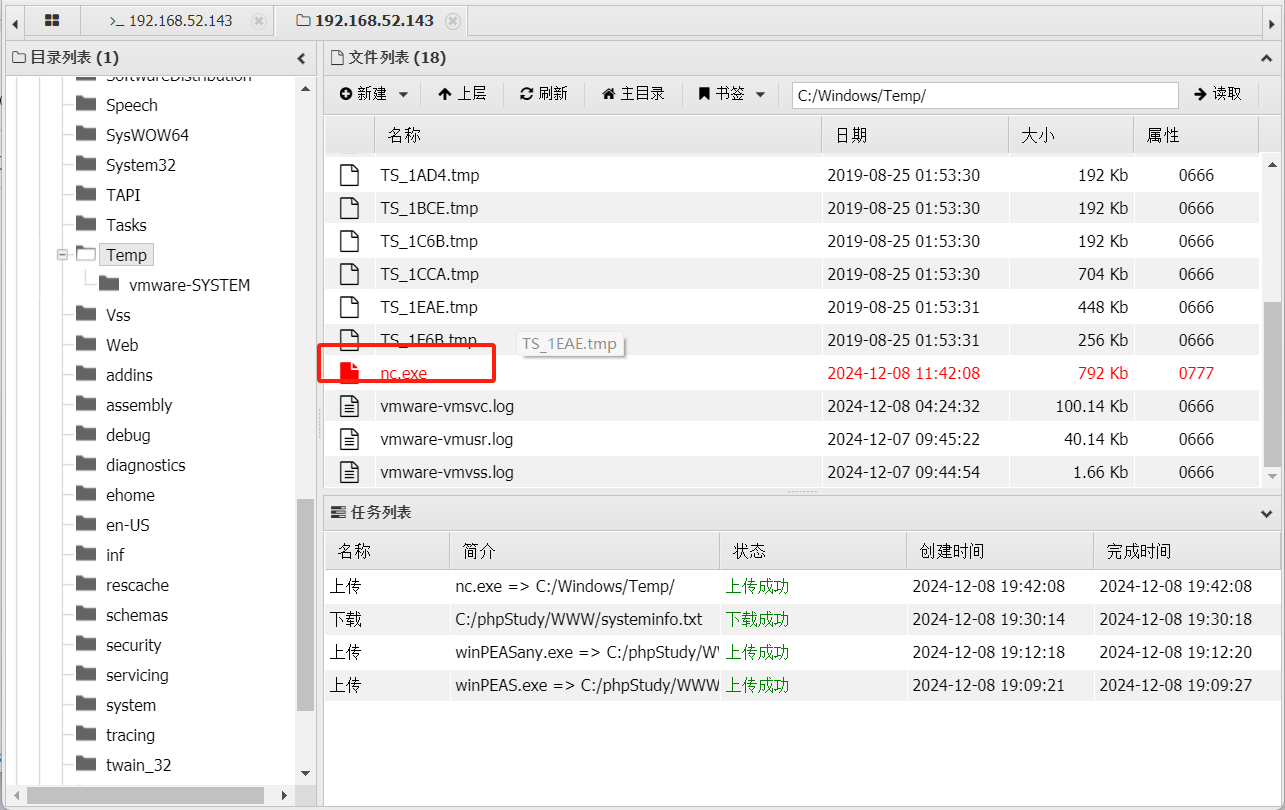 >_ 192.168.52.143
192.168.52.143
目录列表 (1)
SoftwareDistribution
Speech
SysWOW64
System32
TAPI
Tasks
Temp
vmware-SYSTEM
Vss
Web
addins
assembly
debug
diagnostics
ehome
en-US
inf
rescache
schemas
security
servicing
system
tracing
twain_32
文件列表 (18)
新建 上层 刷新 主目录 书签 C:/Windows/Temp/ 读取
名称 日期 大小 属性
TS_1AD4.tmp 2019-08-25 01:53:30 192 Kb 0666
TS_1BCE.tmp 2019-08-25 01:53:30 192 Kb 0666
TS_1C6B.tmp 2019-08-25 01:53:30 192 Kb 0666
TS_1CCA.tmp 2019-08-25 01:53:30 704 Kb 0666
TS_1EAE.tmp 2019-08-25 01:53:31 448 Kb 0666
TS_1F6B.tmp 2019-08-25 01:53:31 256 Kb 0666
TS_1EAE.tmp
nc.exe 2024-12-08 11:42:08 792 Kb 0777
vmware-vmsvc.log 2024-12-08 04:24:32 100.14 Kb 0666
vmware-vmusr.log 2024-12-07 09:45:22 40.14 Kb 0666
vmware-vmvss.log 2024-12-07 09:44:54 1.66 Kb 0666
任务列表
名称 简介 状态 创建时间 完成时间
上传 nc.exe => C:/Windows/Temp/ 上传成功 2024-12-08 19:42:08 2024-12-08 19:42:08
下载 C:/phpStudy/WWW/systeminfo.txt 下载成功 2024-12-08 19:30:14 2024-12-08 19:30:18
上传 winPEASany.exe => C:/phpStudy/W 上传成功 2024-12-08 19:12:18 2024-12-08 19:12:20
上传 winPEAS.exe => C:/phpStudy/WWW 上传成功 2024-12-08 19:09:21 2024-12-08 19:09:27